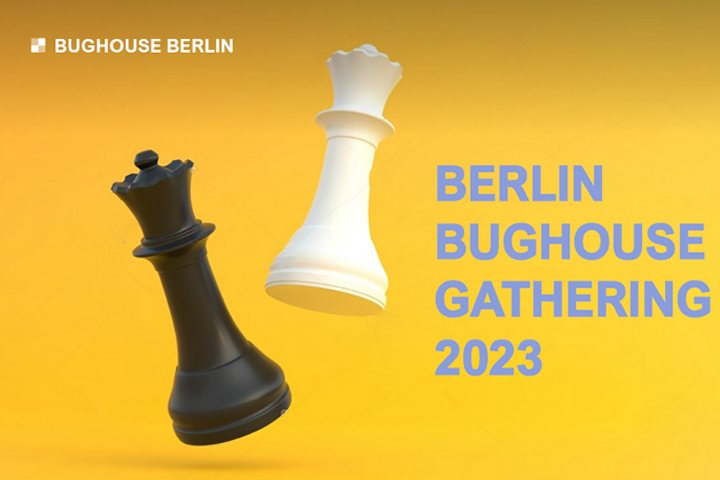 BUGHOUSE BERLIN
BERLIN
BUGHOUSE
GATHERING
2023